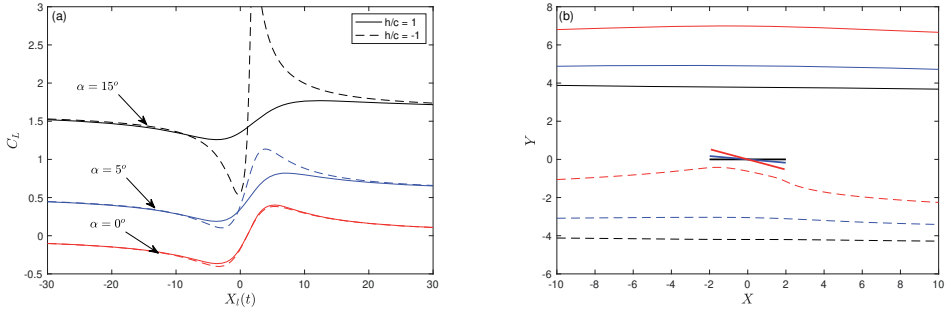 (a)
h/c = 1
h/c = -1
α = 15°
α = 5°
α = 0°
C_L
3
2.5
2
1.5
1
0.5
0
-0.5
-30 -20 -10 0 10 20 30
X_l(t)
(b)
Y
8
6
4
2
0
-2
-4
-6
-10 -8 -6 -4 -2 0 2 4 6 8 10
X